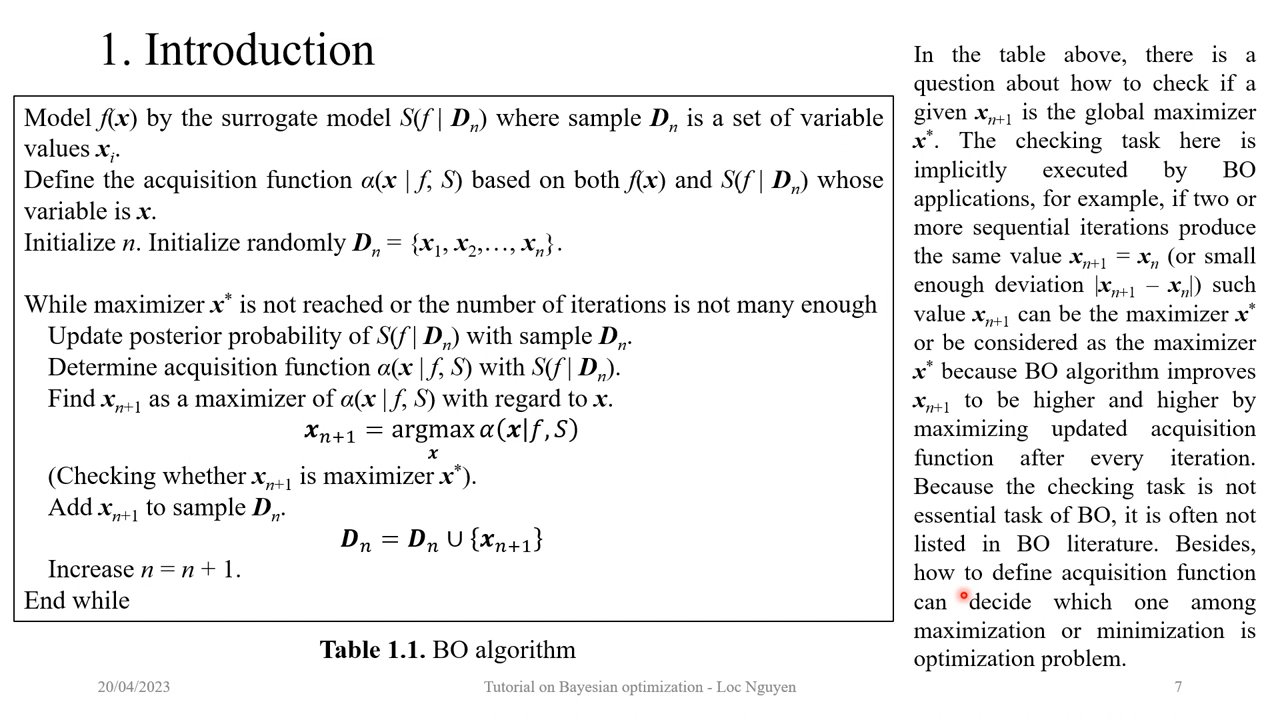 1. Introduction
Model f(x) by the surrogate model S(f | Dₙ) where sample Dₙ is a set of variable
values xᵢ.
Define the acquisition function α(x | f, S) based on both f(x) and S(f | Dₙ) whose
variable is x.
Initialize n. Initialize randomly Dₙ = {x₁, x₂,…, xₙ}.
While maximizer x* is not reached or the number of iterations is not many enough
Update posterior probability of S(f | Dₙ) with sample Dₙ.
Determine acquisition function α(x | f, S) with S(f | Dₙ).
Find xₙ₊₁ as a maximizer of α(x | f, S) with regard to x.
xₙ₊₁ = argmax α(x|f, S)
x
(Checking whether xₙ₊₁ is maximizer x*).
Add xₙ₊₁ to sample Dₙ.
Dₙ = Dₙ ∪ {xₙ₊₁}
Increase n = n + 1.
End while
Table 1.1. BO algorithm
In the table above, there is a
question about how to check if a
given xₙ₊₁ is the global maximizer
x*. The checking task here is
implicitly executed by BO
applications, for example, if two or
more sequential iterations produce
the same value xₙ₊₁ = xₙ (or small
enough deviation |xₙ₊₁ − xₙ|) such
value xₙ₊₁ can be the maximizer x*
or be considered as the maximizer
x* because BO algorithm improves
xₙ₊₁ to be higher and higher by
maximizing updated acquisition
function after every iteration.
Because the checking task is not
essential task of BO, it is often not
listed in BO literature. Besides,
how to define acquisition function
can decide which one among
maximization or minimization is
optimization problem.
20/04/2023
Tutorial on Bayesian optimization - Loc Nguyen
7